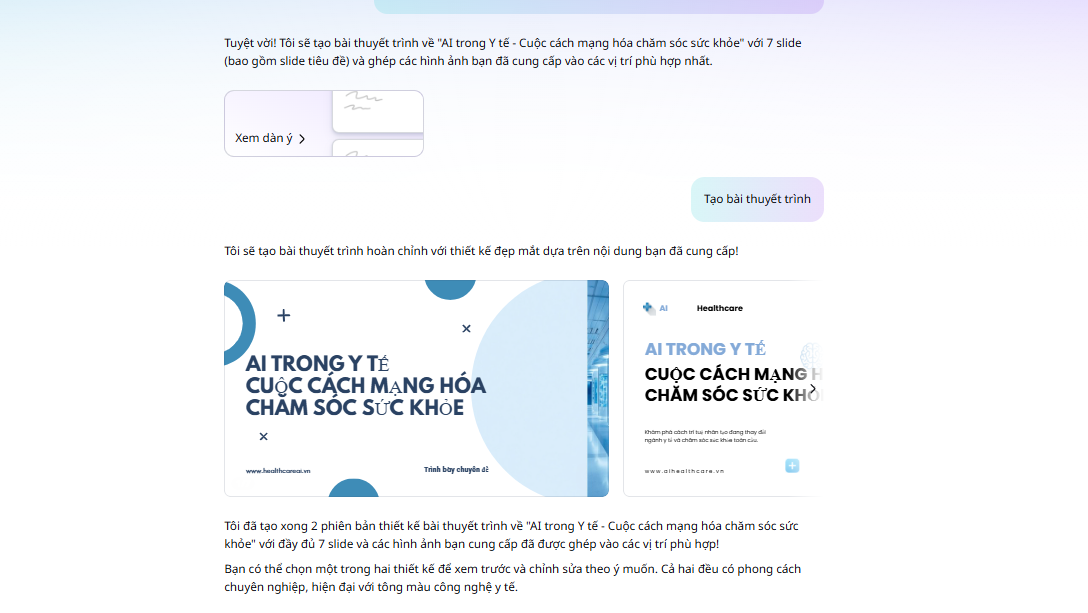 Tuyệt vời! Tôi sẽ tạo bài thuyết trình về "AI trong Y tế - Cuộc cách mạng hóa chăm sóc sức khỏe" với 7 slide
(bao gồm slide tiêu đề) và ghép các hình ảnh bạn đã cung cấp vào các vị trí phù hợp nhất.
Xem dàn ý
Tạo bài thuyết trình
Tôi sẽ tạo bài thuyết trình hoàn chỉnh với thiết kế đẹp mắt dựa trên nội dung bạn đã cung cấp!
AI TRONG Y TẾ
CUỘC CÁCH MẠNG HÓA
CHĂM SÓC SỨC KHỎE
www.healthcareai.vn
Trình bày chuyên đề
AI
Healthcare
AI TRONG Y TẾ
CUỘC CÁCH MẠNG H
CHĂM SÓC SỨC KHỎ
Khám phá cách trí tuệ nhân tạo đang thay đổi
ngành y tế và chăm sóc sức khỏe toàn cầu.
www.aihealthcare.vn
Tôi đã tạo xong 2 phiên bản thiết kế bài thuyết trình về "AI trong Y tế - Cuộc cách mạng hóa chăm sóc sức
khỏe" với đầy đủ 7 slide và các hình ảnh bạn cung cấp đã được ghép vào các vị trí phù hợp!
Bạn có thể chọn một trong hai thiết kế để xem trước và chỉnh sửa theo ý muốn. Cả hai đều có phong cách
chuyên nghiệp, hiện đại với tông màu công nghệ y tế.